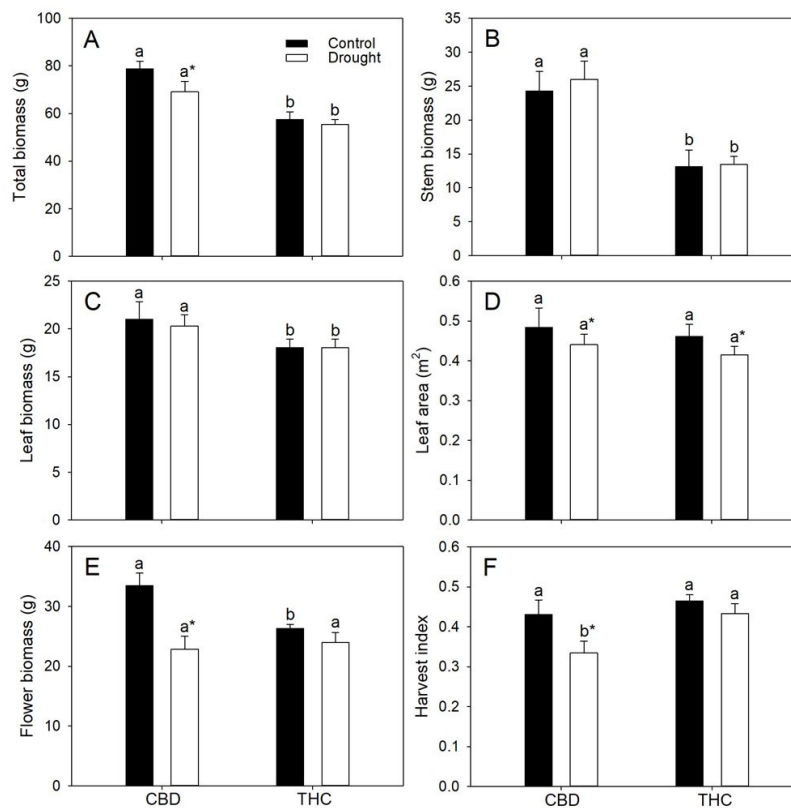 A
Total biomass (g)
100
80
60
40
20
0
a
a*
b
b
Control
Drought
B
Stem biomass (g)
35
30
25
20
15
10
5
0
a
a
b
b
C
Leaf biomass (g)
25
20
15
10
5
0
a
a
b
b
D
Leaf area (m²)
0.6
0.5
0.4
0.3
0.2
0.1
0.0
a
a*
a
a*
E
Flower biomass (g)
40
30
20
10
0
a
a*
b
a
CBD
THC
F
Harvest index
0.6
0.5
0.4
0.3
0.2
0.1
0.0
a
b*
a
a
CBD
THC